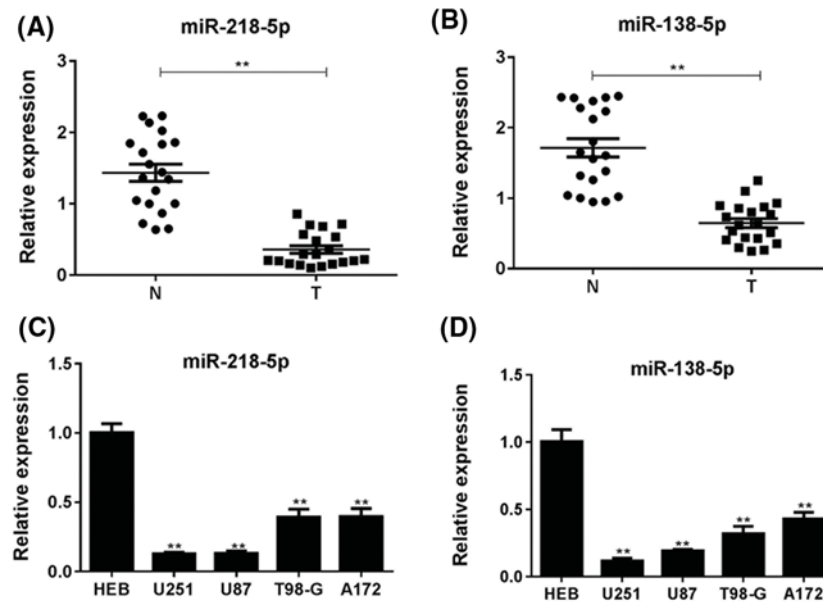 (A)
miR-218-5p
Relative expression
3
2
1
0
**
N
T
(B)
miR-138-5p
Relative expression
3
2
1
0
**
N
T
(C)
miR-218-5p
Relative expression
1.5
1.0
0.5
0.0
** ** ** **
HEB U251 U87 T98-G A172
(D)
miR-138-5p
Relative expression
1.5
1.0
0.5
0.0
** ** ** **
HEB U251 U87 T98-G A172